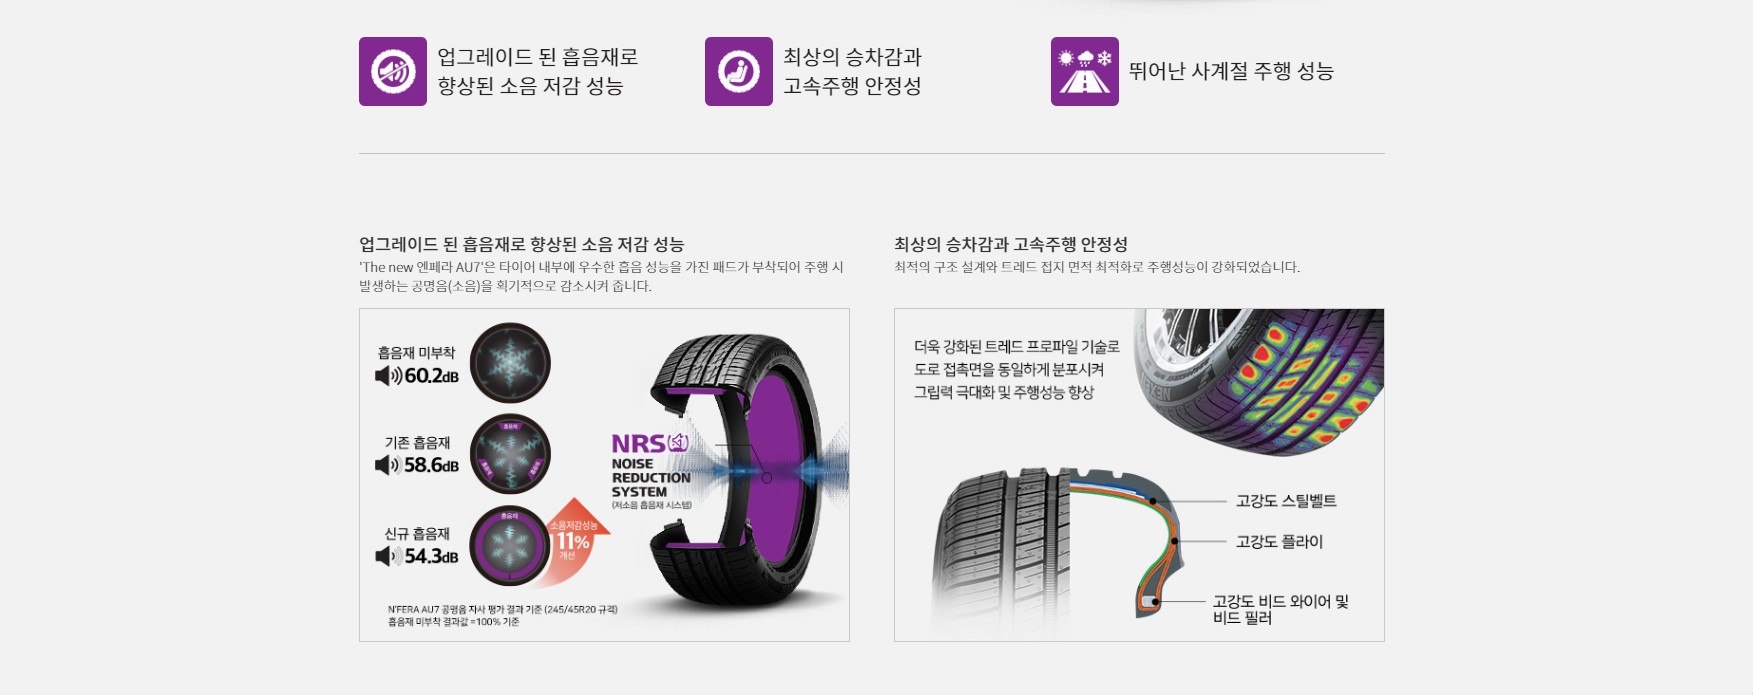 업그레이드 된 흡음재로
향상된 소음 저감 성능
최상의 승차감과
고속주행 안정성
뛰어난 사계절 주행 성능
업그레이드 된 흡음재로 향상된 소음 저감 성능
'The new 엔페라 AU7'은 타이어 내부에 우수한 흡음 성능을 가진 패드가 부착되어 주행 시
발생하는 공명음(소음)을 획기적으로 감소시켜 줍니다.
흡음재 미부착
60.2dB
흡음재
기존 흡음재
58.6dB
흡음재
흡음재
흡음재
신규 흡음재
54.3dB
소음저감성능
11%
개선
NRS
NOISE
REDUCTION
SYSTEM
(저소음 흡음재 시스템)
N'FERA AU7 공명음 자사 평가 결과 기준 (245/45R20 규격)
흡음재 미부착 결과값 =100% 기준
최상의 승차감과 고속주행 안정성
최적의 구조 설계와 트레드 접지 면적 최적화로 주행성능이 강화되었습니다.
더욱 강화된 트레드 프로파일 기술로
도로 접촉면을 동일하게 분포시켜
그립력 극대화 및 주행성능 향상
고강도 스틸벨트
고강도 플라이
고강도 비드 와이어 및
비드 필러